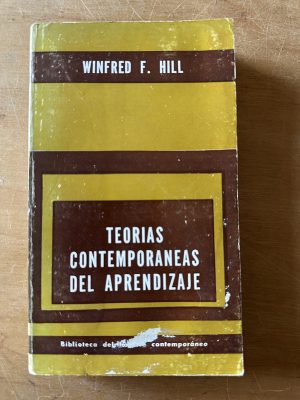 WINFRED F. HILL
TEORIAS
CONTEMPORANEAS
DEL APRENDIZAJE
Biblioteca del contemporáneo